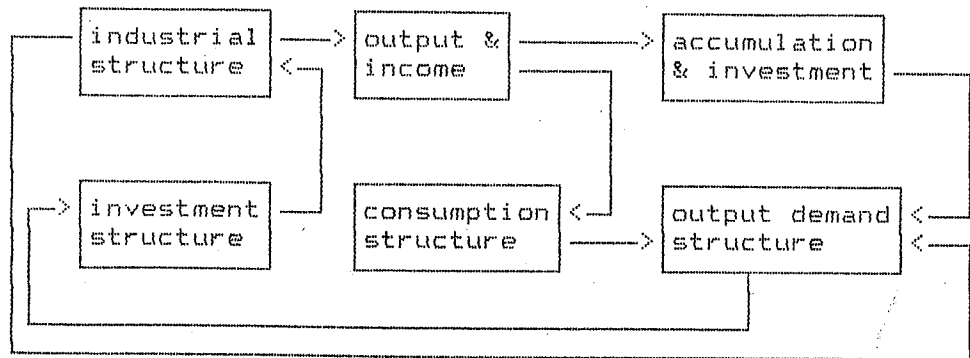 industrial
structure
output &
income
accumulation
& investment
investment
structure
consumption
structure
output demand
structure